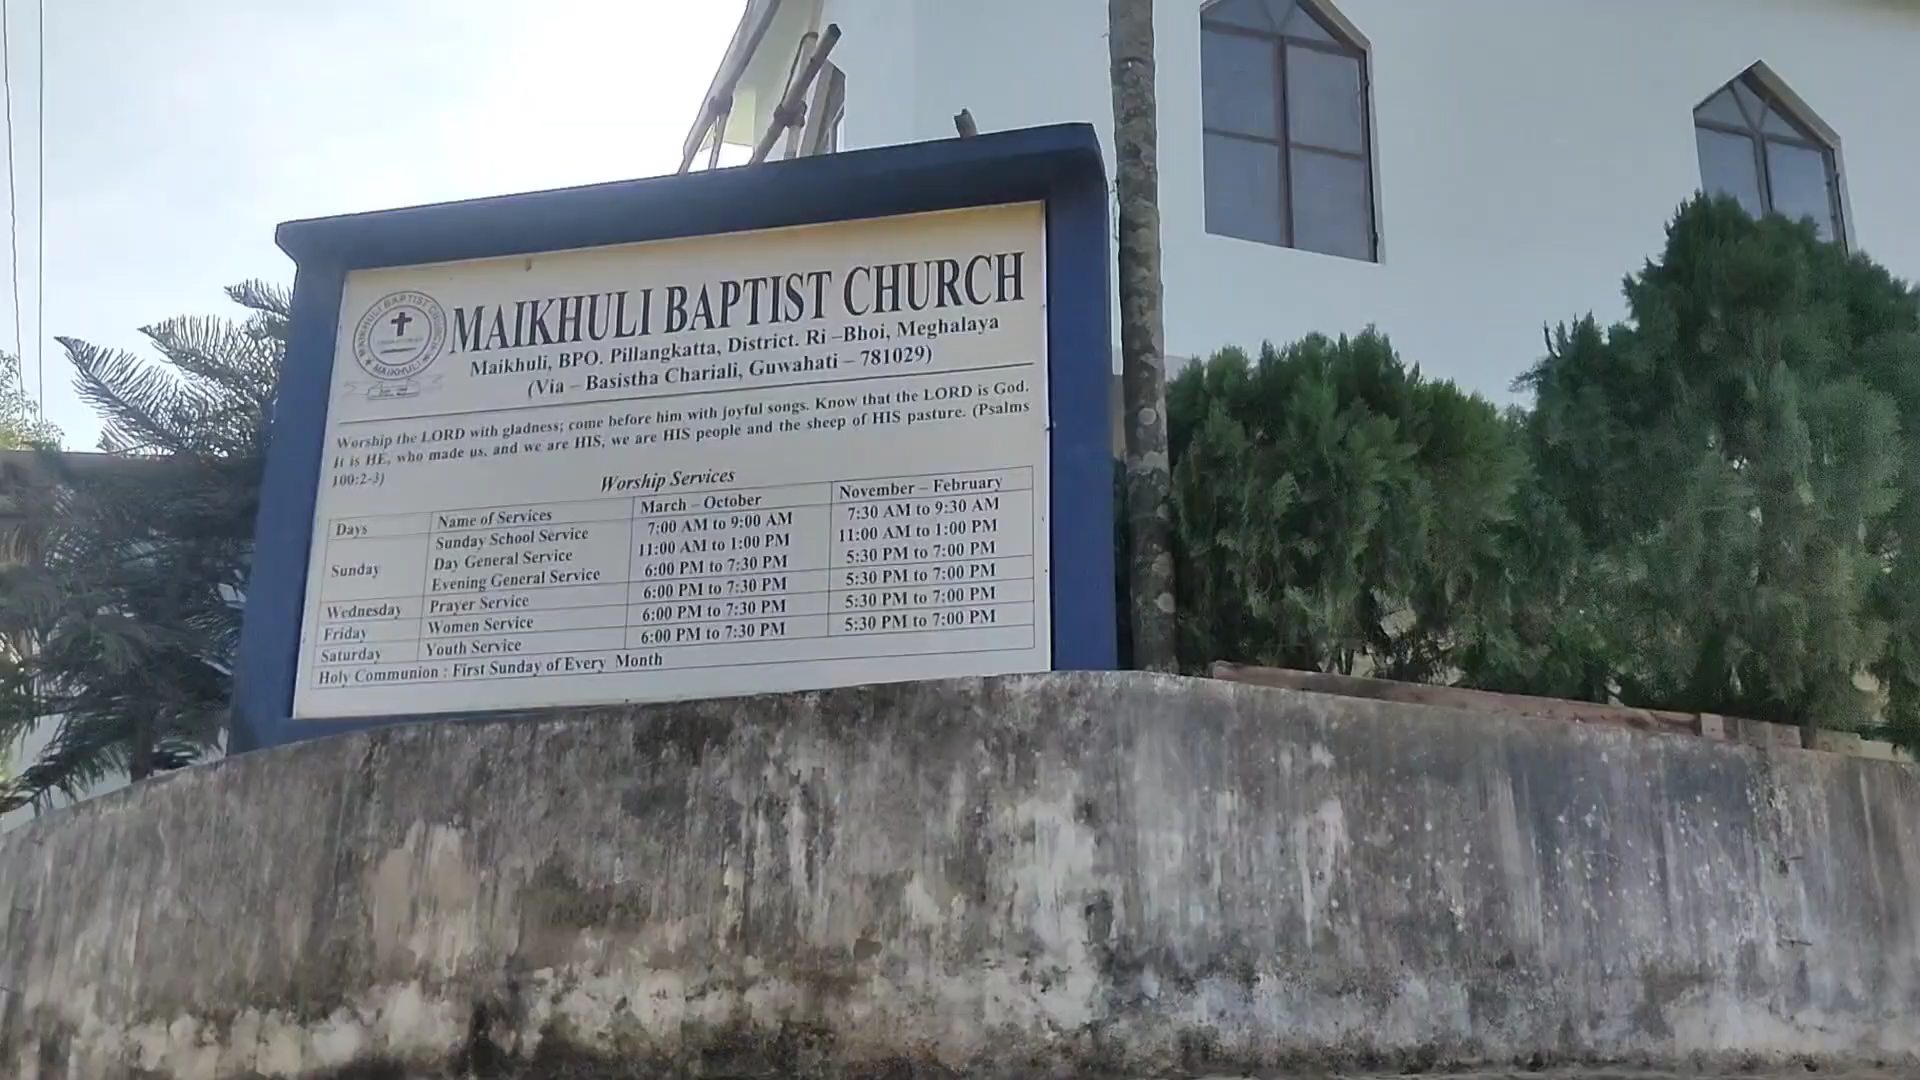 MAIKHULI BAPTIST CHURCH
MAIKHULI
MAIKHULI BAPTIST CHURCH
Maikhuli, BPO. Pillangkatta, District. Ri –Bhoi, Meghalaya
(Via – Basistha Chariali, Guwahati – 781029)
Worship the LORD with gladness; come before him with joyful songs. Know that the LORD is God.
It is HE, who made us, and we are HIS, we are HIS people and the sheep of HIS pasture. (Psalms
100:2-3)
Worship Services
Days Name of Services March – October November – February
Sunday Sunday School Service 7:00 AM to 9:00 AM 7:30 AM to 9:30 AM
Day General Service 11:00 AM to 1:00 PM 11:00 AM to 1:00 PM
Evening General Service 6:00 PM to 7:30 PM 5:30 PM to 7:00 PM
Wednesday Prayer Service 6:00 PM to 7:30 PM 5:30 PM to 7:00 PM
Friday Women Service 6:00 PM to 7:30 PM 5:30 PM to 7:00 PM
Saturday Youth Service 6:00 PM to 7:30 PM 5:30 PM to 7:00 PM
Holy Communion : First Sunday of Every Month